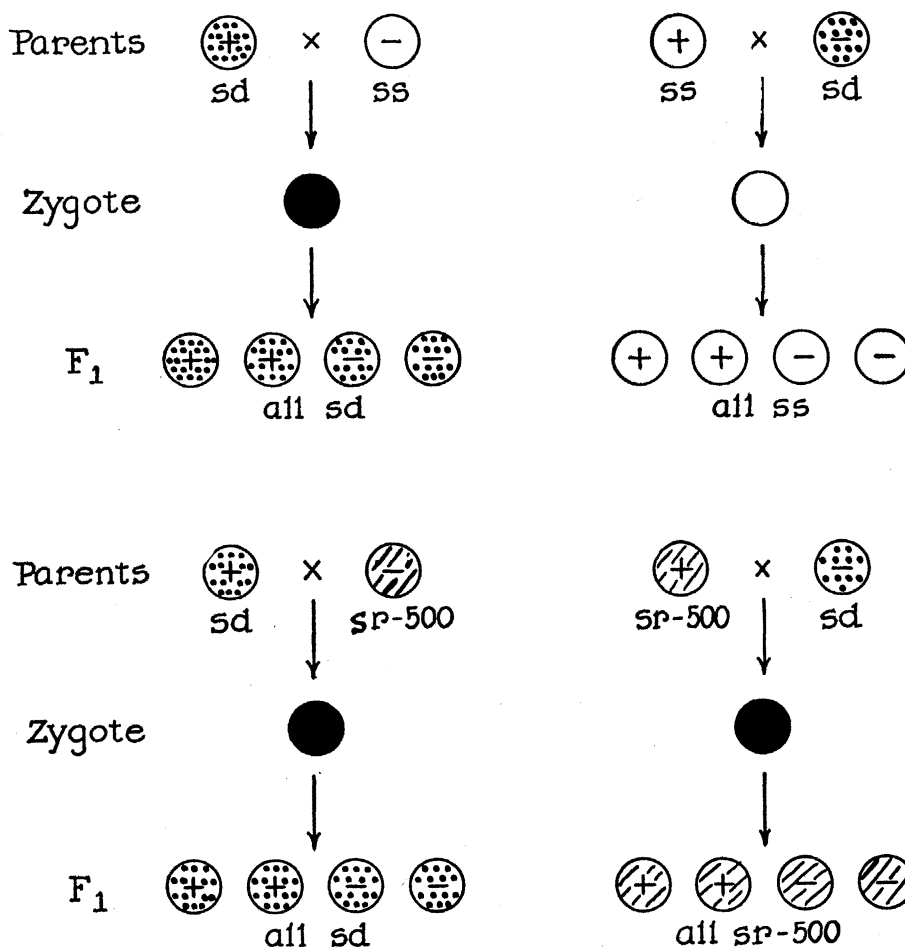 Parents + × − + × −
sd ss ss sd
Zygote
F1 + + − − + + − −
all sd all ss
Parents + × − + × −
sd sr-500 sr-500 sd
Zygote
F1 + + − − + + − −
all sd all sr-500